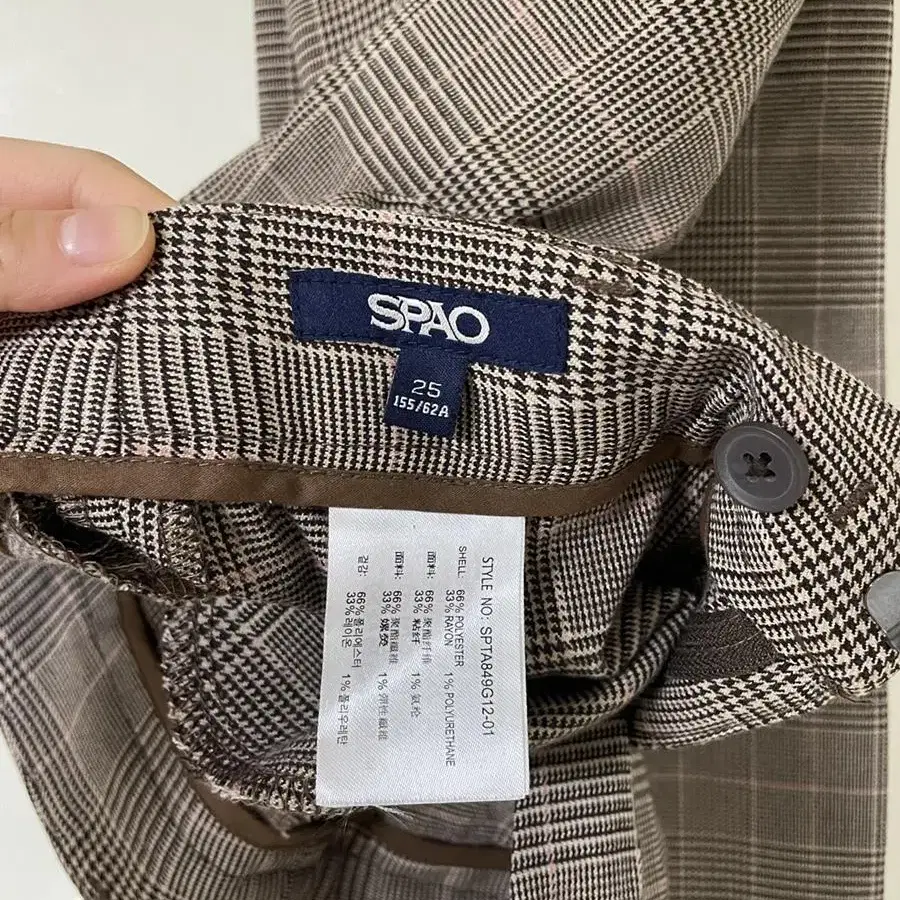 SPAO
25
155/62A
STYLE NO: SPTA849G12-01
SHELL: 66% POLYESTER 1% POLYURETHANE
33% RAYON
面料: 66% 聚酯纤维 1% 氨纶
33% 粘纤
面料: 66% 聚酯纖維 1% 彈性纖維
33% 嫘縈
겉감: 66% 폴리에스터 1% 폴리우레탄
33% 레이온